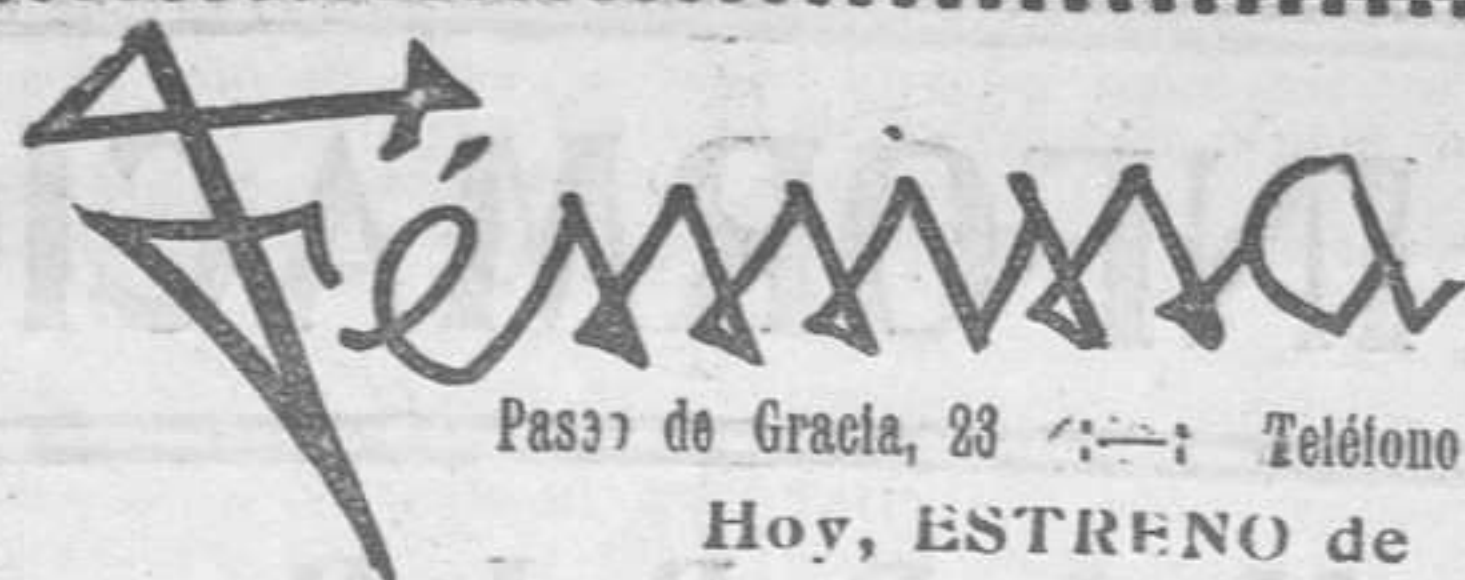 Fémina
Paseo de Gracia, 23 :—: Teléfono
Hoy, ESTRENO de